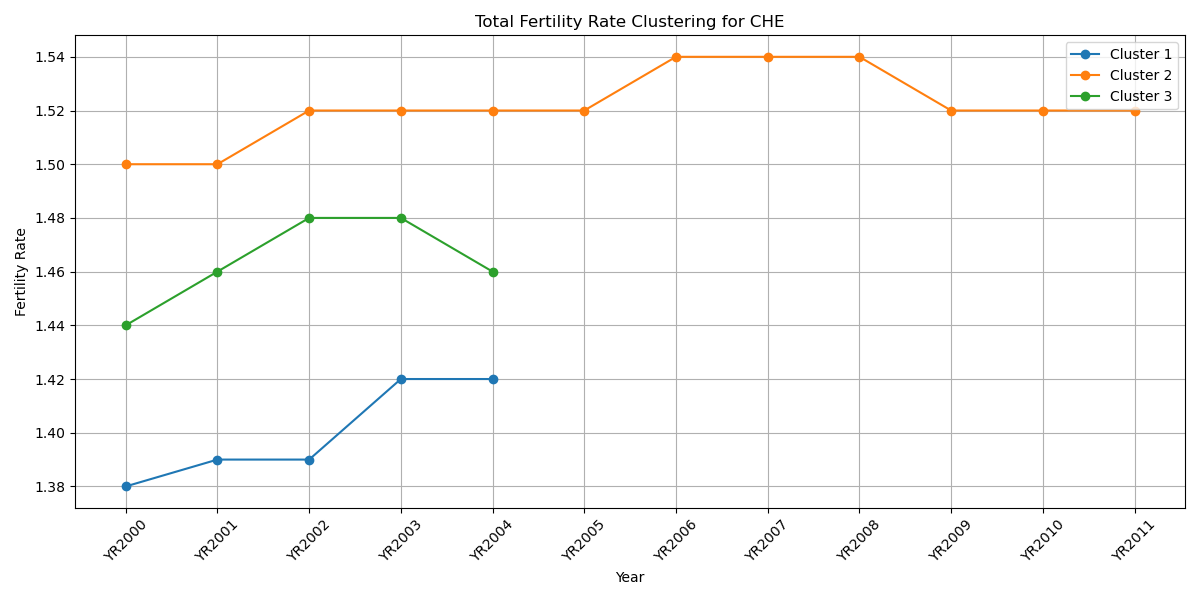 Total Fertility Rate Clustering for CHE
Cluster 1
Cluster 2
Cluster 3
Fertility Rate
1.54
1.52
1.50
1.48
1.46
1.44
1.42
1.40
1.38
YR2000
YR2001
YR2002
YR2003
YR2004
YR2005
YR2006
YR2007
YR2008
YR2009
YR2010
YR2011
Year